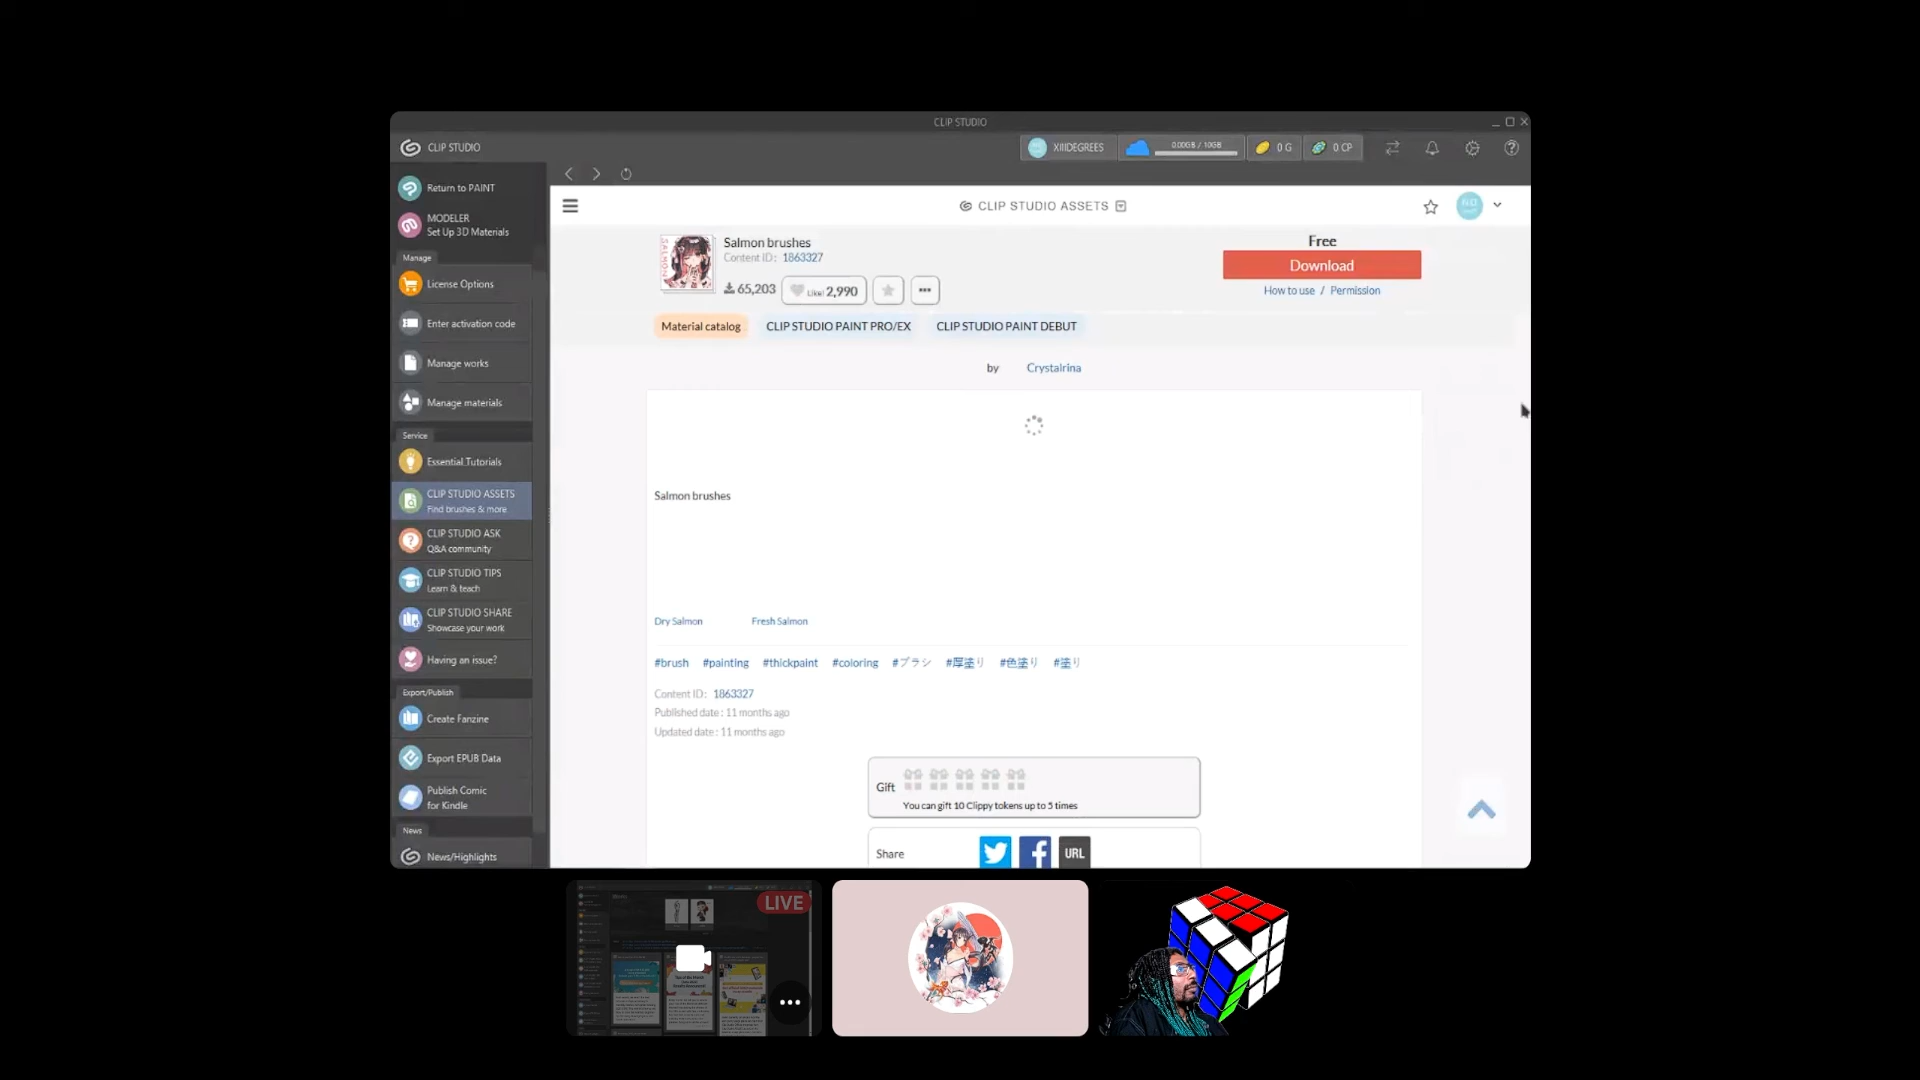 CLIP STUDIO
CLIP STUDIO
XIIIDEGREES
0.00GB / 10GB
0 G
0 CP
Return to PAINT
MODELER
Set Up 3D Materials
Manage
License Options
Enter activation code
Manage works
Manage materials
Service
Essential Tutorials
CLIP STUDIO ASSETS
Find brushes & more
CLIP STUDIO ASK
Q&A community
CLIP STUDIO TIPS
Learn & teach
CLIP STUDIO SHARE
Showcase your work
Having an issue?
Export/Publish
Create Fanzine
Export EPUB Data
Publish Comic
for Kindle
News
News/Highlights
CLIP STUDIO ASSETS
NO
SALMON
Salmon brushes
Content ID: 1863327
65,203
Like! 2,990
Free
Download
How to use / Permission
Material catalog
CLIP STUDIO PAINT PRO/EX
CLIP STUDIO PAINT DEBUT
by Crystalrina
Salmon brushes
Dry Salmon
Fresh Salmon
#brush #painting #thickpaint #coloring #ブラシ #厚塗り #色塗り #塗り
Content ID: 1863327
Published date : 11 months ago
Updated date : 11 months ago
Gift
You can gift 10 Clippy tokens up to 5 times
Share
URL
LIVE